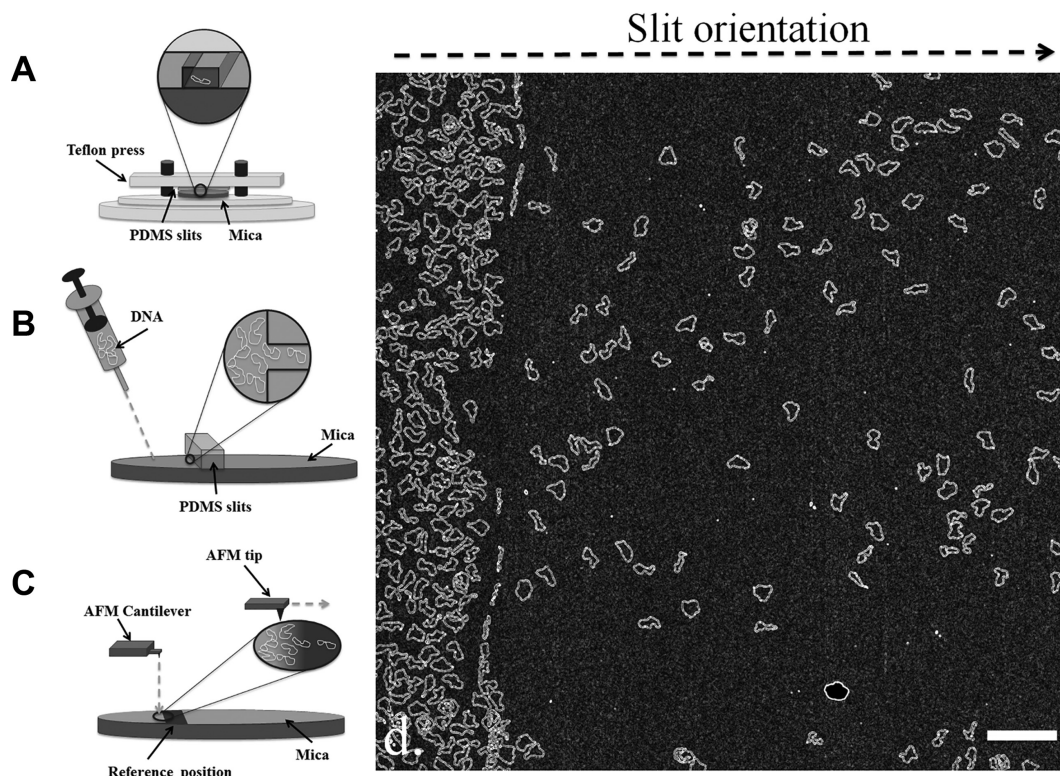 Slit orientation
A
Teflon press
PDMS slits
Mica
B
DNA
Mica
PDMS slits
C
AFM tip
AFM Cantilever
Mica
Reference position
d.